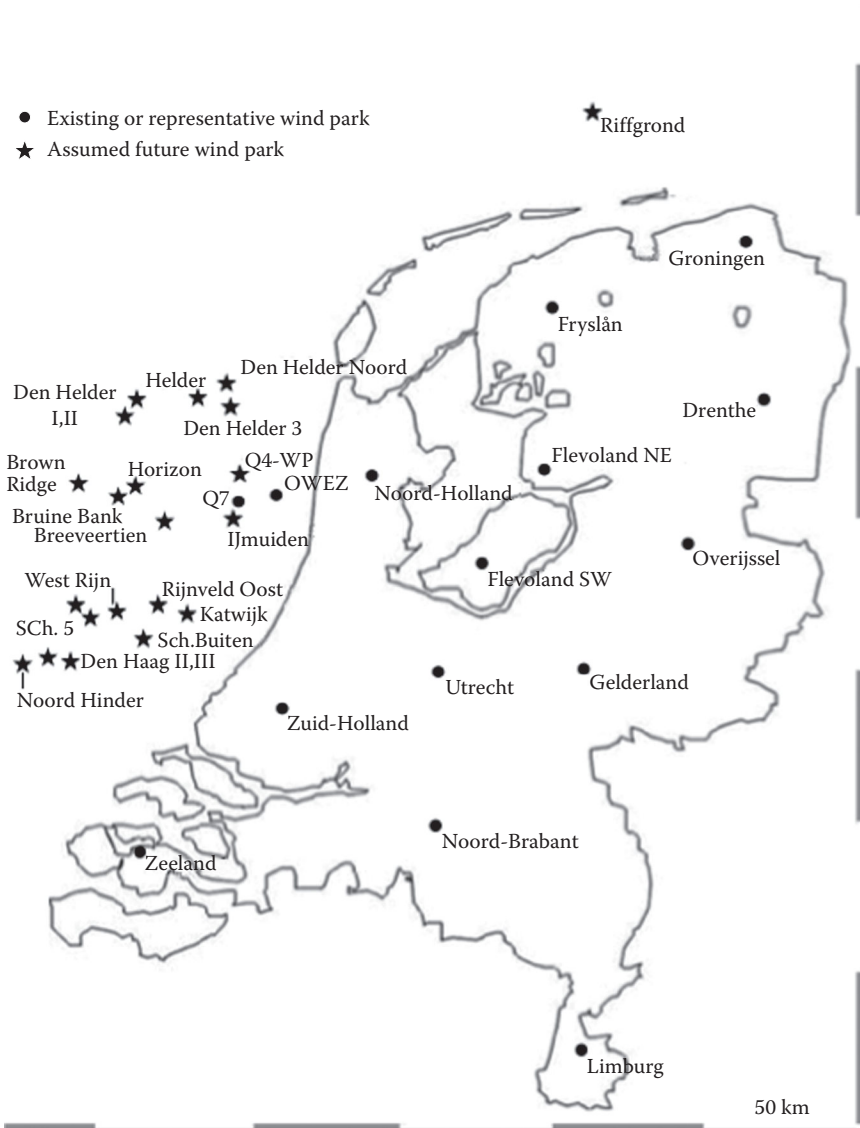 Existing or representative wind park
Assumed future wind park
Riffgrond
Groningen
Fryslån
Den Helder Noord
Helder
Den Helder
I,II
Den Helder 3
Drenthe
Brown
Ridge
Horizon
Q4-WP
OWEZ
Q7
Noord-Holland
Flevoland NE
Bruine Bank
Breeveertien
IJmuiden
Overijssel
Flevoland SW
West Rijn
Rijnveld Oost
SCh. 5
Katwijk
Sch.Buiten
Den Haag II,III
Noord Hinder
Utrecht
Gelderland
Zuid-Holland
Noord-Brabant
Zeeland
Limburg
50 km